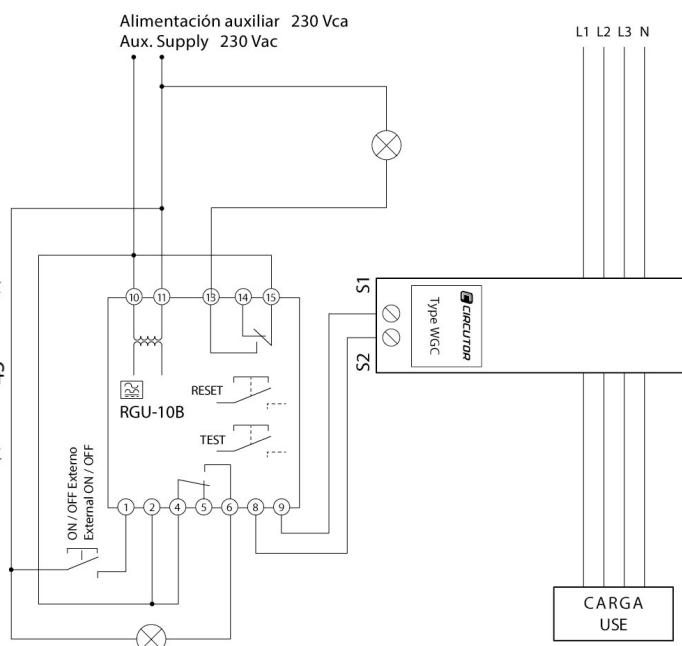 Alimentación auxiliar 230 Vca
Aux. Supply 230 Vac
L1 L2 L3 N
10 11 13 14 15
S1
S2
CIRCUTOR
Type WGC
RGU-10B
RESET
TEST
ON / OFF Externo
External ON / OFF
1 2 4 5 6 8 9
CARGA
USE